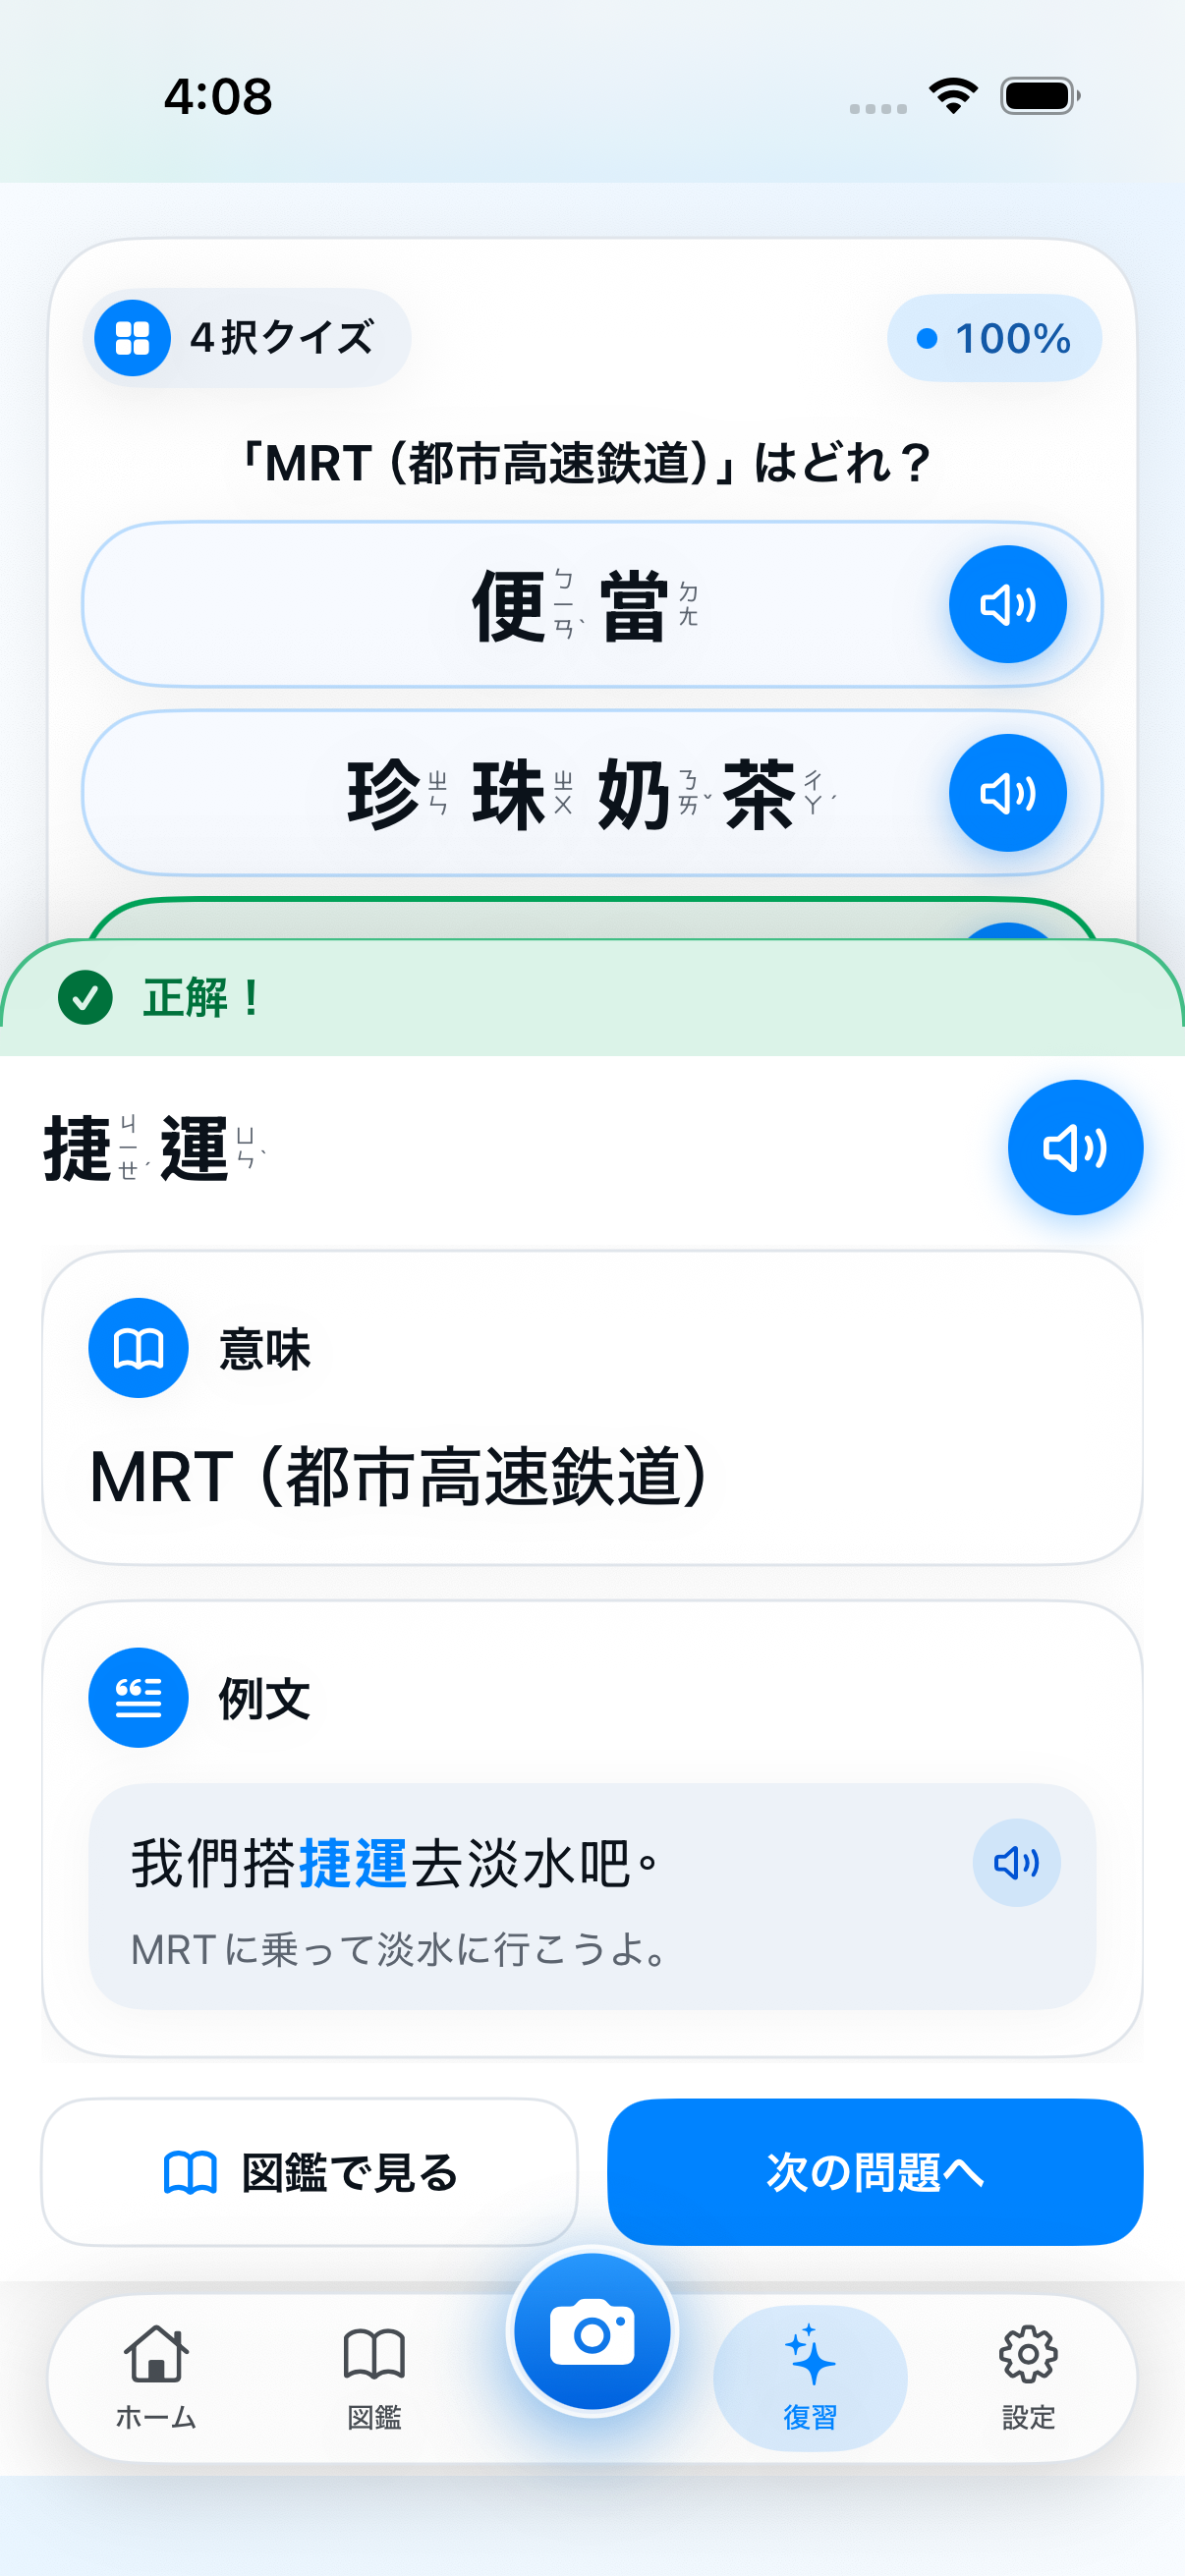 4:08
4択クイズ
100%
「MRT（都市高速鉄道）」はどれ？
便ㄅㄧㄢˋ當ㄉㄤ
珍ㄓㄣ珠ㄓㄨ奶ㄋㄞˇ茶ㄔㄚˊ
正解！
捷ㄐㄧㄝˊ運ㄩㄣˋ
意味
MRT（都市高速鉄道）
例文
我們搭捷運去淡水吧。
MRTに乗って淡水に行こうよ。
図鑑で見る
次の問題へ
ホーム
図鑑
復習
設定